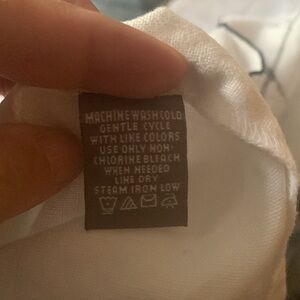 MACHINE WASH COLD
GENTLE CYCLE
WITH LIKE COLORS
USE ONLY NON-
CHLORINE BLEACH
WHEN NEEDED
LINE DRY
STEAM IRON LOW